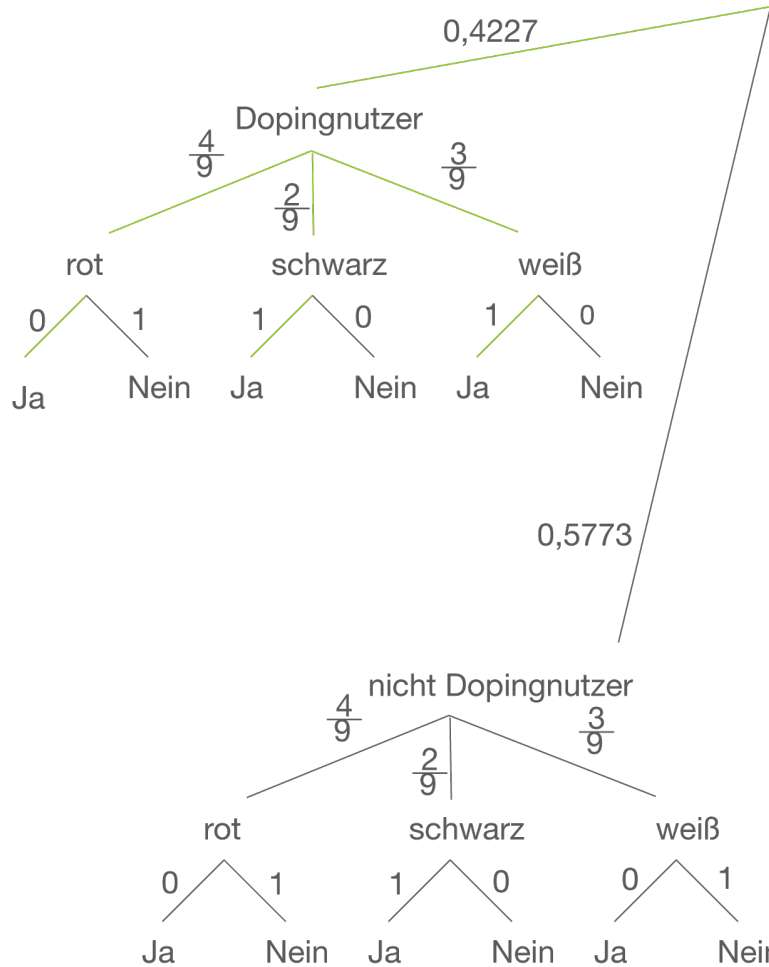 0,4227
Dopingnutzer
4/9
2/9
3/9
rot schwarz weiß
0 1 1 0 1 0
Ja Nein Ja Nein Ja Nein
0,5773
nicht Dopingnutzer
4/9
2/9
3/9
rot schwarz weiß
0 1 1 0 0 1
Ja Nein Ja Nein Ja Nein